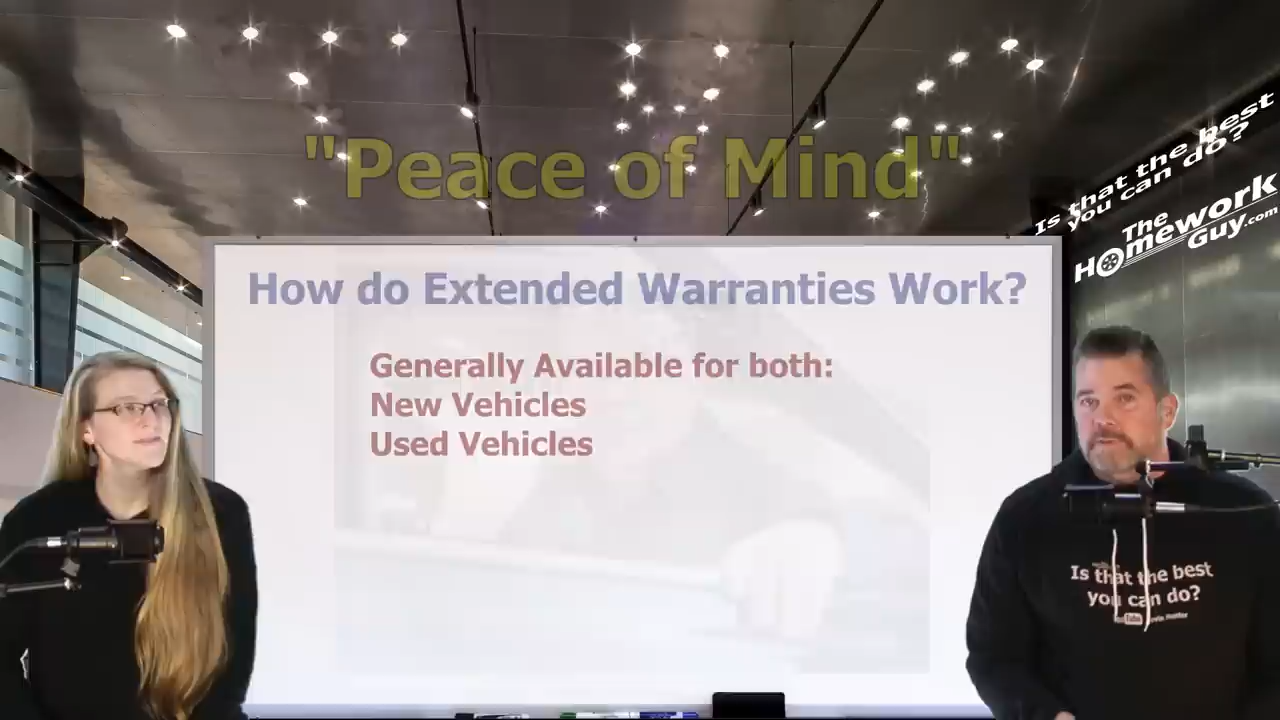 "Peace of Mind"
Is that the best
you can do?
The
Homework
Guy.com
How do Extended Warranties Work?
Generally Available for both:
New Vehicles
Used Vehicles
Is that the best
you can do?